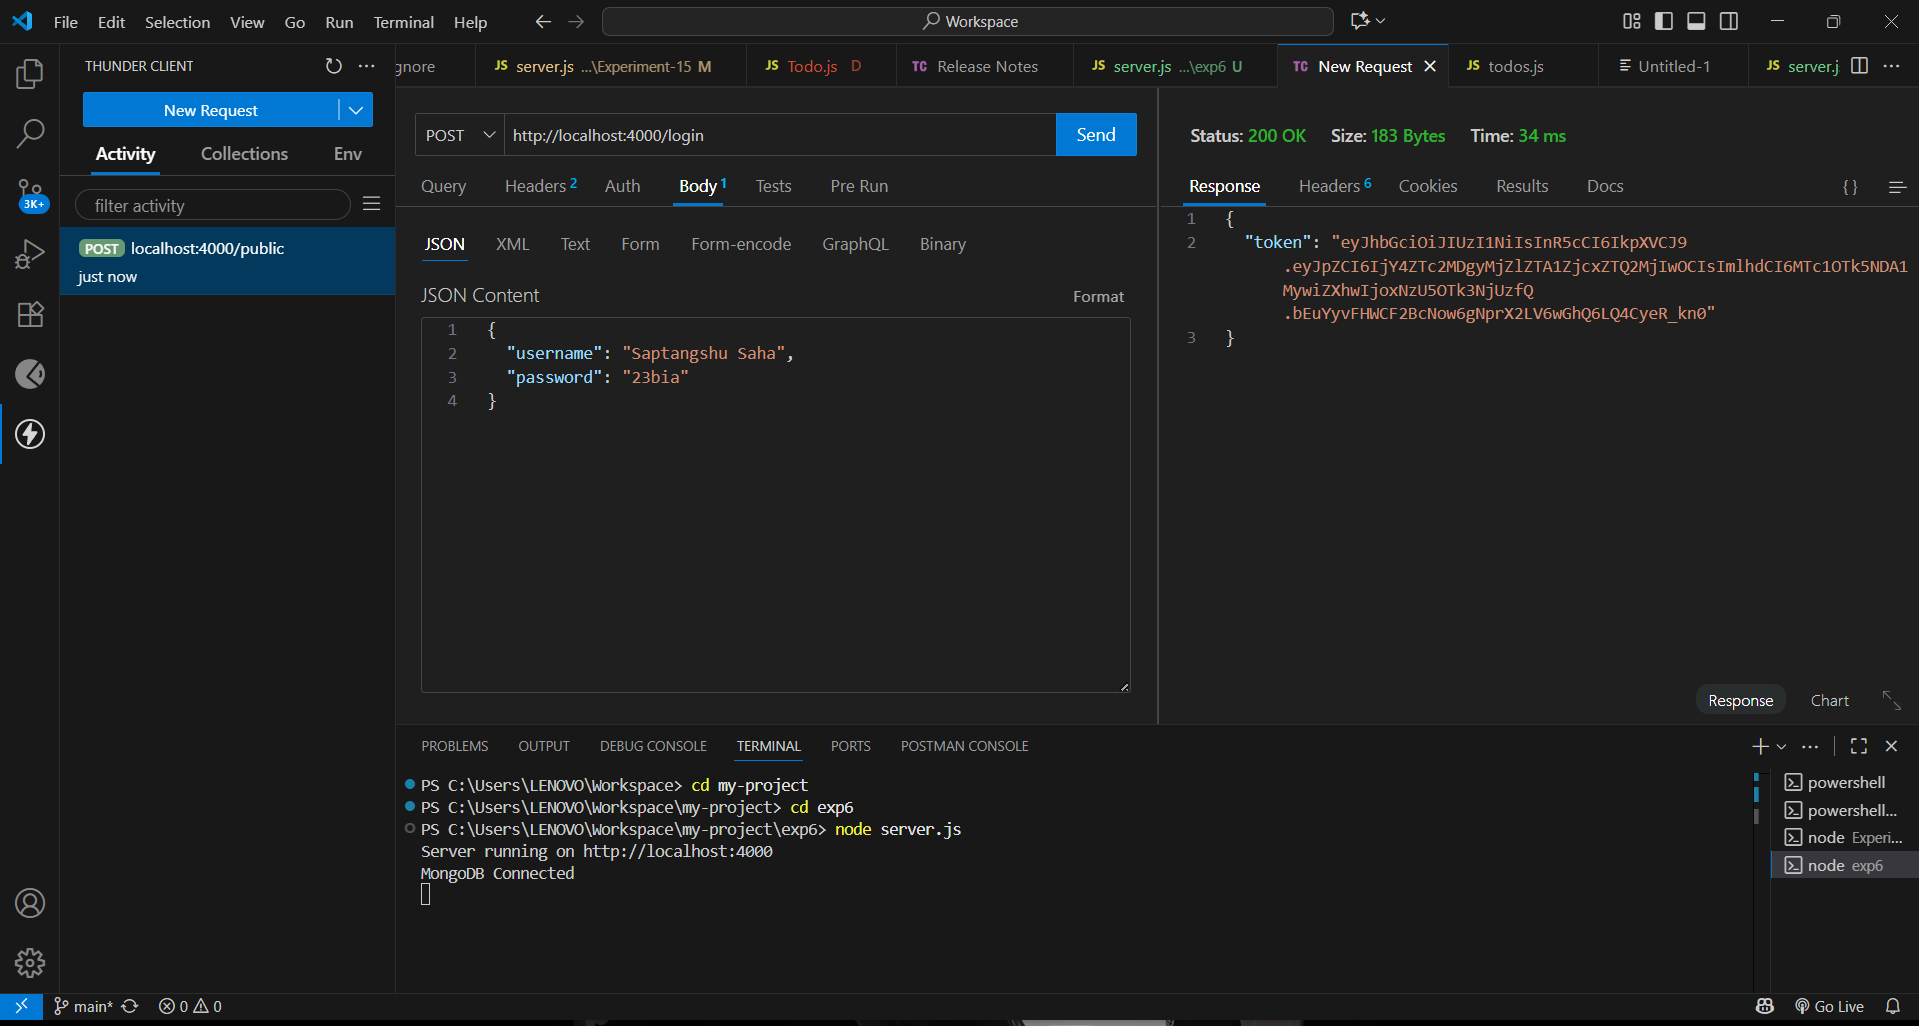 File Edit Selection View Go Run Terminal Help
Workspace
THUNDER CLIENT
New Request
Activity Collections Env
filter activity
POST localhost:4000/public
just now
3K+
gnore
JS server.js ...\Experiment-15 M
JS Todo.js D
TC Release Notes
JS server.js ...\exp6 U
TC New Request
JS todos.js
Untitled-1
JS server.j
POST http://localhost:4000/login Send
Query Headers 2 Auth Body 1 Tests Pre Run
JSON XML Text Form Form-encode GraphQL Binary
JSON Content Format
1 {
2 "username": "Saptangshu Saha",
3 "password": "23bia"
4 }
Status: 200 OK Size: 183 Bytes Time: 34 ms
Response Headers 6 Cookies Results Docs { }
1 {
2 "token": "eyJhbGciOiJIUzI1NiIsInR5cCI6IkpXVCJ9
.eyJpZCI6IjY4ZTc2MDgyMjZlZTA1ZjcxZTQ2MjIwOCIsImlhdCI6MTc1OTk5NDA1
MywiZXhwIjoxNzU5OTk3NjUzfQ
.bEuYyvFHWCF2BcNow6gNprX2LV6wGhQ6LQ4CyeR_kn0"
3 }
Response Chart
PROBLEMS OUTPUT DEBUG CONSOLE TERMINAL PORTS POSTMAN CONSOLE
PS C:\Users\LENOVO\Workspace> cd my-project
PS C:\Users\LENOVO\Workspace\my-project> cd exp6
PS C:\Users\LENOVO\Workspace\my-project\exp6> node server.js
Server running on http://localhost:4000
MongoDB Connected
powershell
powershell...
node Experi...
node exp6
main* 0 0
Go Live